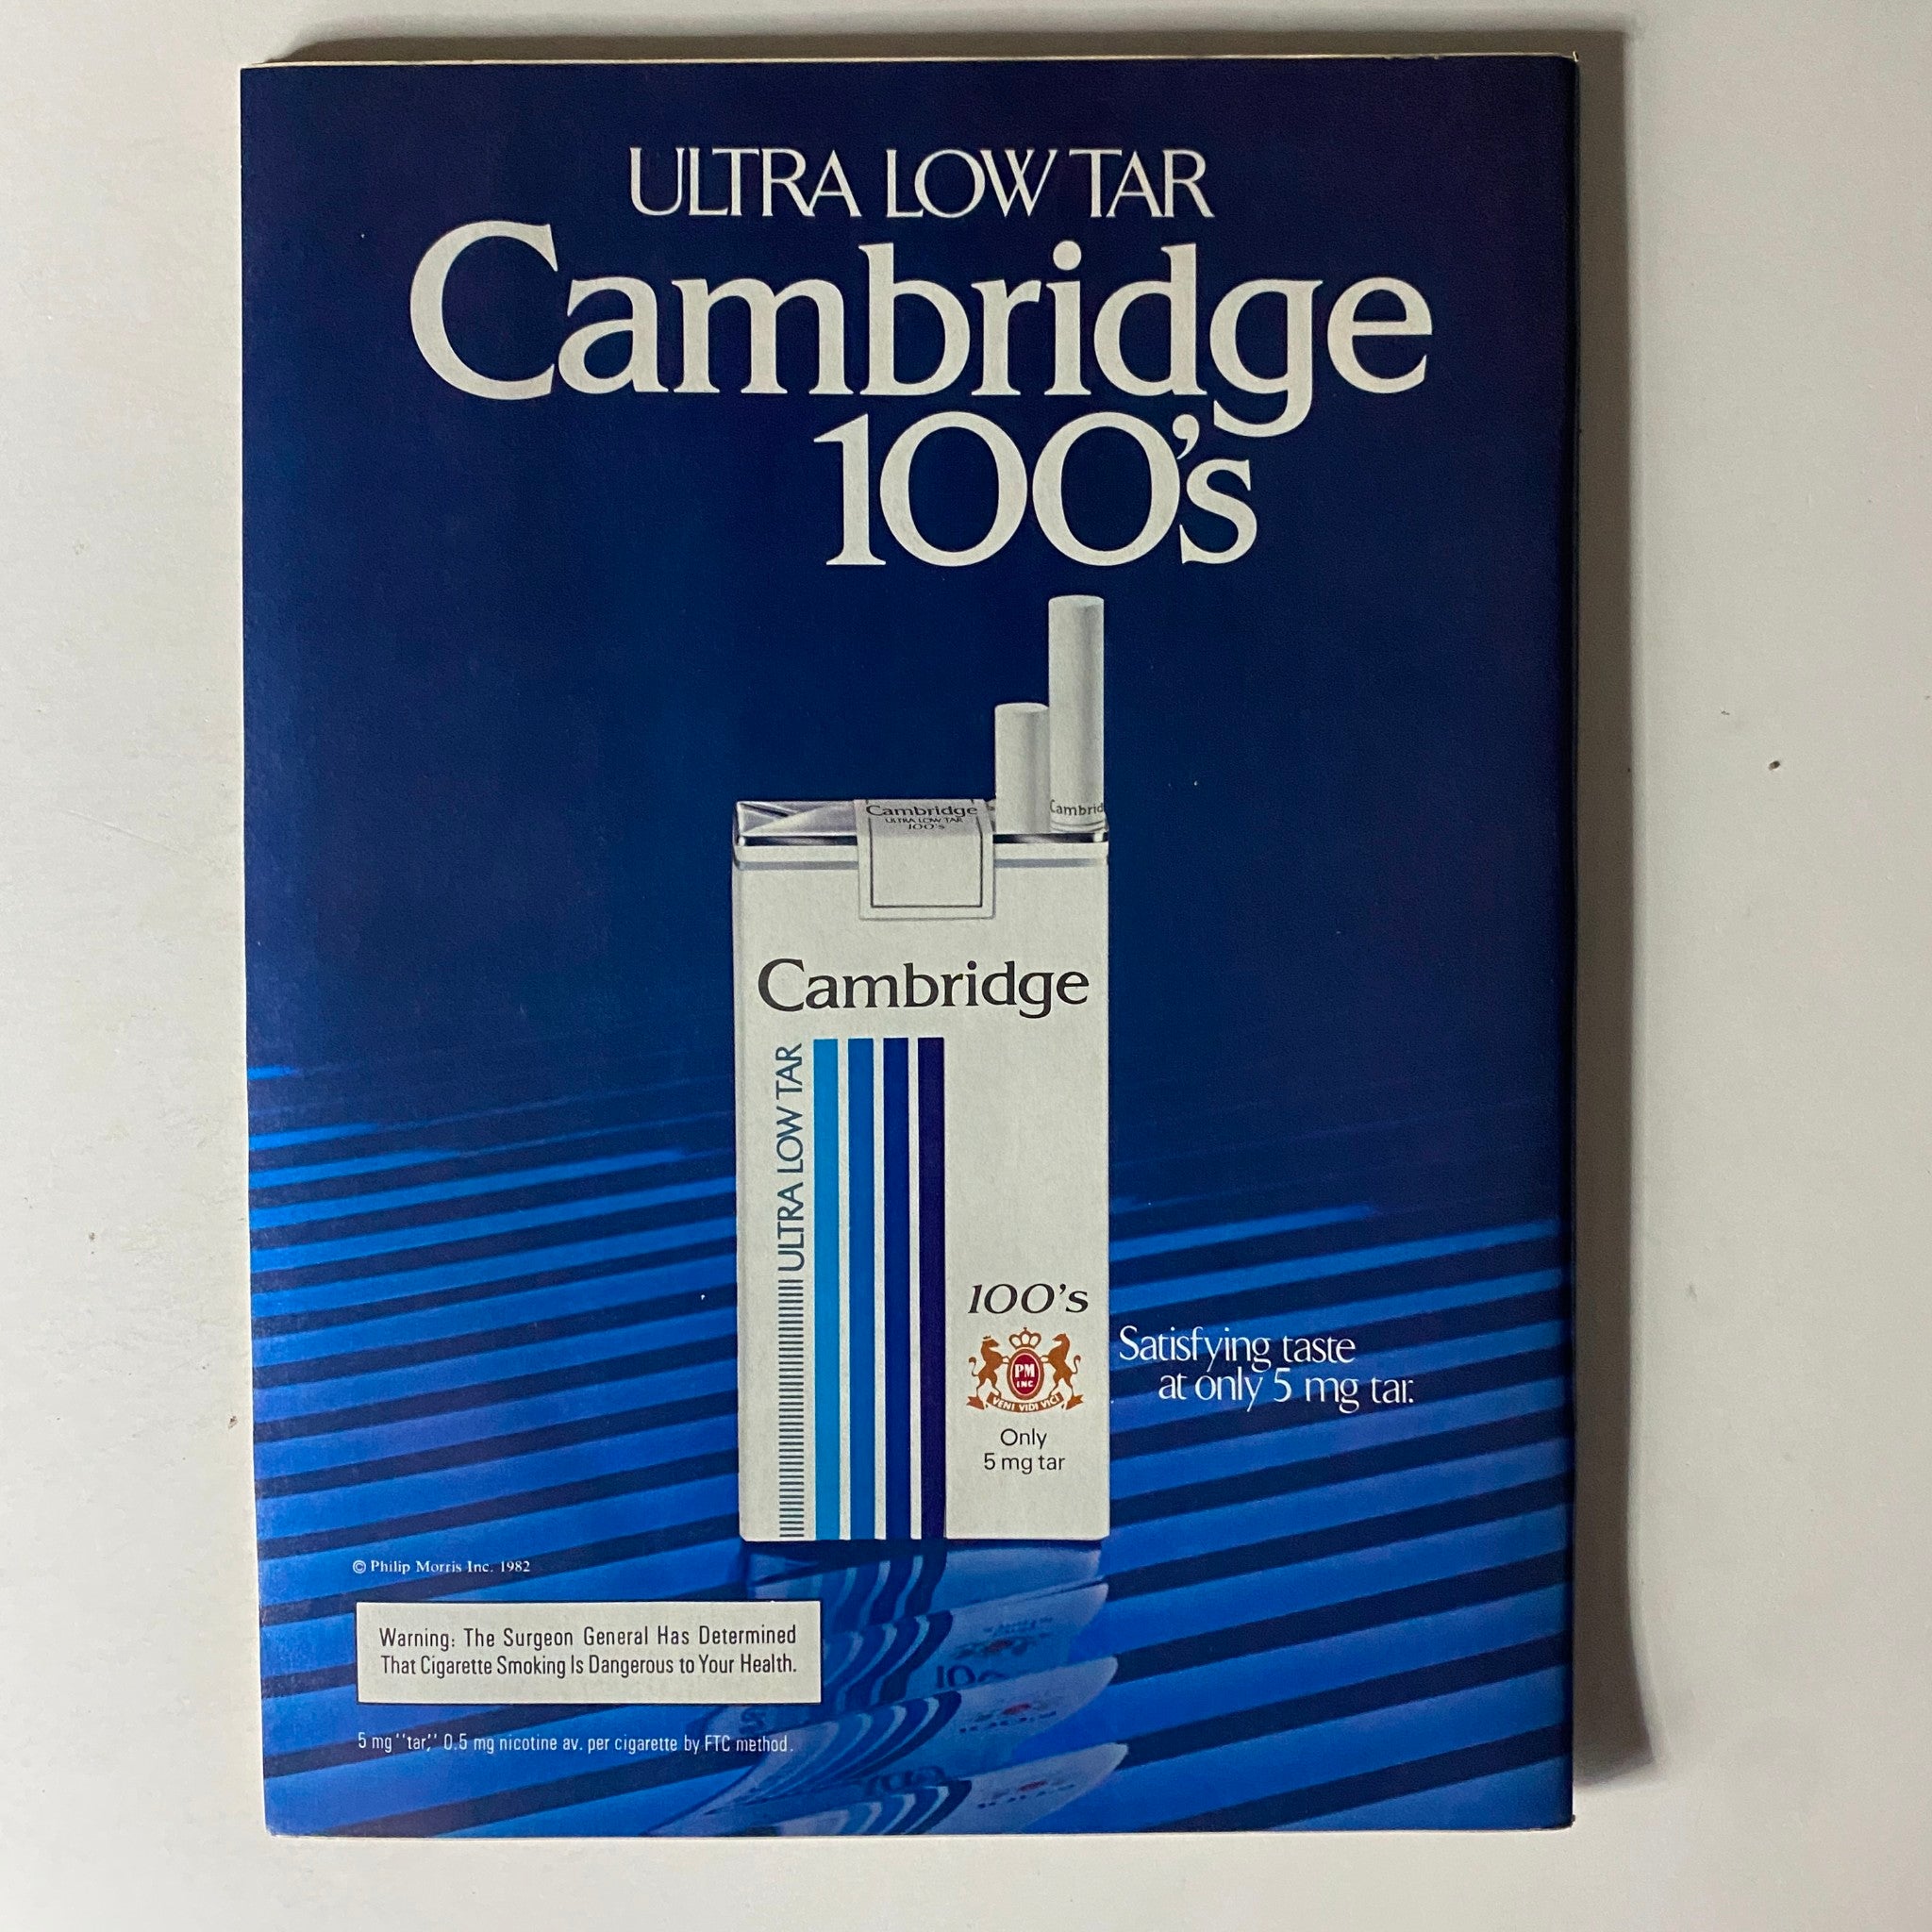 ULTRA LOW TAR
Cambridge
100's
Cambrid
Cambridge
ULTRA LOW TAR
100's
Cambridge
ULTRA LOW TAR
100's
PM
INC.
VENI VIDI VICI
Only
5 mg tar
Satisfying taste
at only 5 mg tar.
© Philip Morris Inc. 1982
Warning: The Surgeon General Has Determined
That Cigarette Smoking Is Dangerous to Your Health.
5 mg "tar," 0.5 mg nicotine av. per cigarette by FTC method.